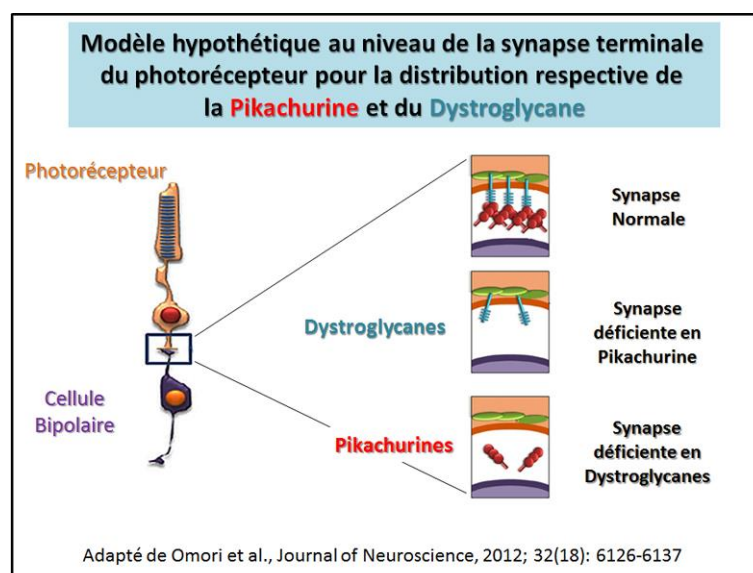 Modèle hypothétique au niveau de la synapse terminale
du photorécepteur pour la distribution respective de
la Pikachurine et du Dystroglycane
Photorécepteur
Synapse
Normale
Dystroglycanes
Synapse
déficiente en
Pikachurine
Cellule
Bipolaire
Pikachurines
Synapse
déficiente en
Dystroglycanes
Adapté de Omori et al., Journal of Neuroscience, 2012; 32(18): 6126-6137